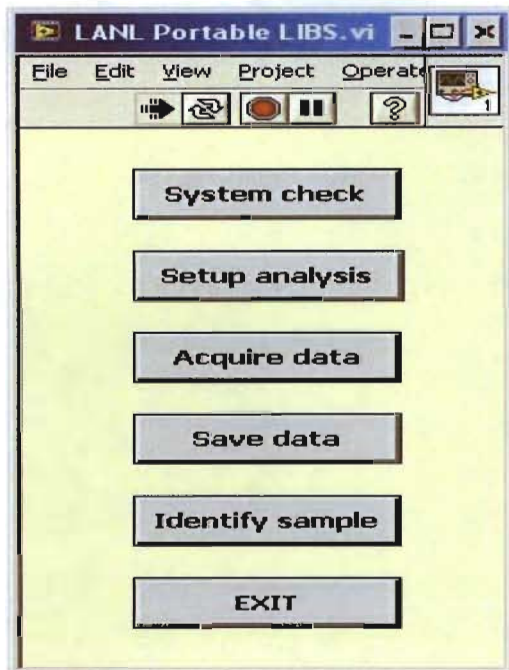 LANL Portable LIBS.vi
File Edit View Project Operate
1
System check
Setup analysis
Acquire data
Save data
Identify sample
EXIT